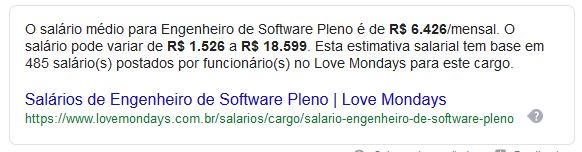 O salário médio para Engenheiro de Software Pleno é de R$ 6.426/mensal. O
salário pode variar de R$ 1.526 a R$ 18.599. Esta estimativa salarial tem base em
485 salário(s) postados por funcionário(s) no Love Mondays para este cargo.
Salários de Engenheiro de Software Pleno | Love Mondays
https://www.lovemondays.com.br/salarios/cargo/salario-engenheiro-de-software-pleno ?